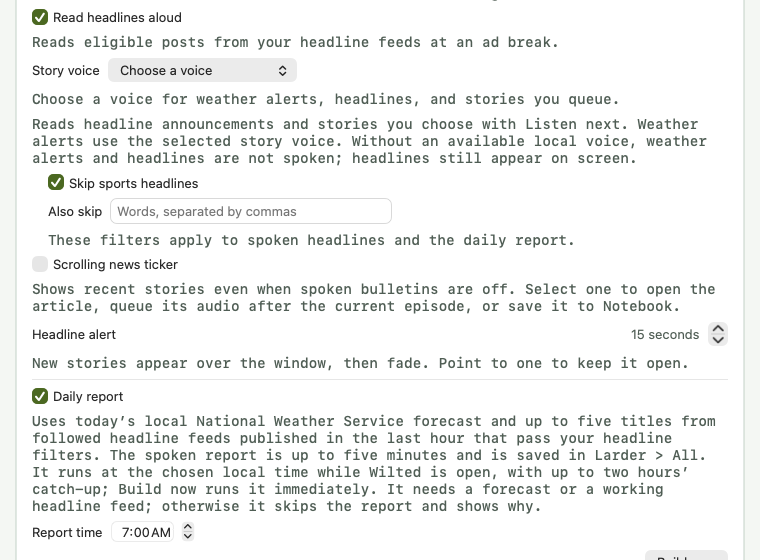 Read headlines aloud
Reads eligible posts from your headline feeds at an ad break.
Story voice Choose a voice
Choose a voice for weather alerts, headlines, and stories you queue.
Reads headline announcements and stories you choose with Listen next. Weather
alerts use the selected story voice. Without an available local voice, weather
alerts and headlines are not spoken; headlines still appear on screen.
Skip sports headlines
Also skip Words, separated by commas
These filters apply to spoken headlines and the daily report.
Scrolling news ticker
Shows recent stories even when spoken bulletins are off. Select one to open the
article, queue its audio after the current episode, or save it to Notebook.
Headline alert 15 seconds
New stories appear over the window, then fade. Point to one to keep it open.
Daily report
Uses today’s local National Weather Service forecast and up to five titles from
followed headline feeds published in the last hour that pass your headline
filters. The spoken report is up to five minutes and is saved in Larder > All.
It runs at the chosen local time while Wilted is open, with up to two hours’
catch-up; Build now runs it immediately. It needs a forecast or a working
headline feed; otherwise it skips the report and shows why.
Report time 7:00 AM